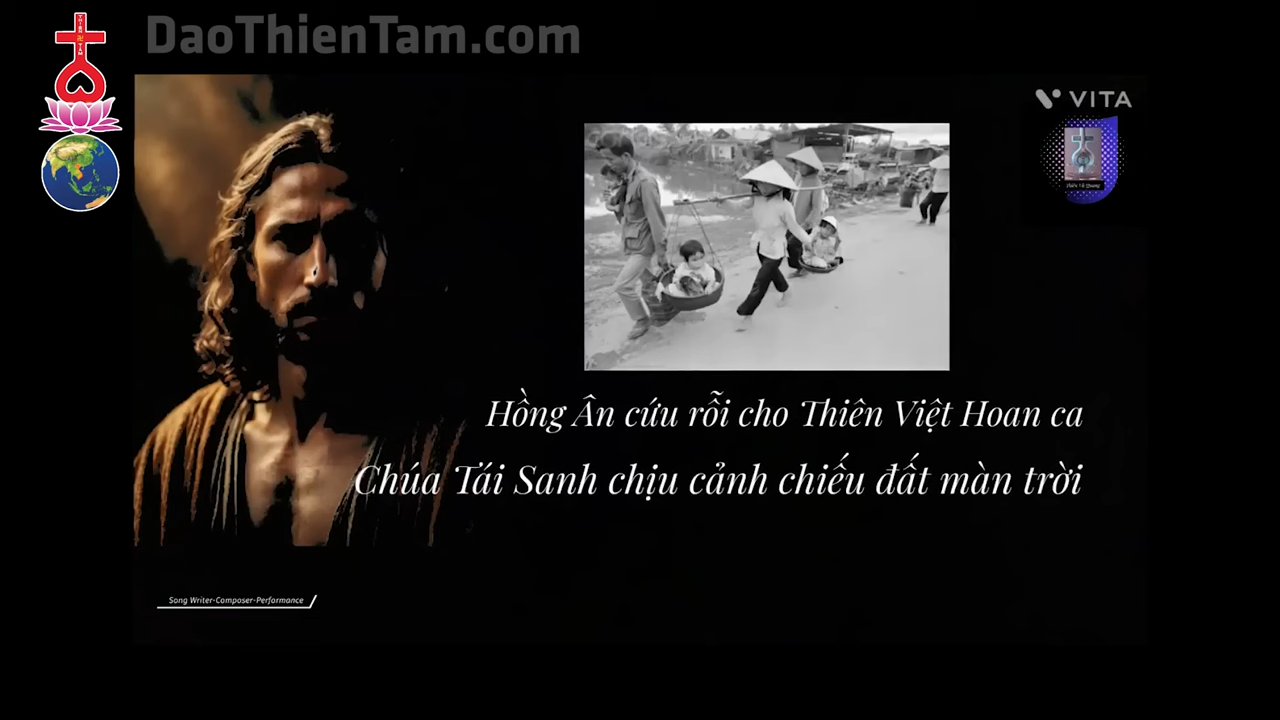 DaoThienTam.com
VITA
Hồng Ân cứu rỗi cho Thiên Việt Hoan ca
Chúa Tái Sanh chịu cảnh chiếu đất màn trời
Song Writer-Composer-Performance